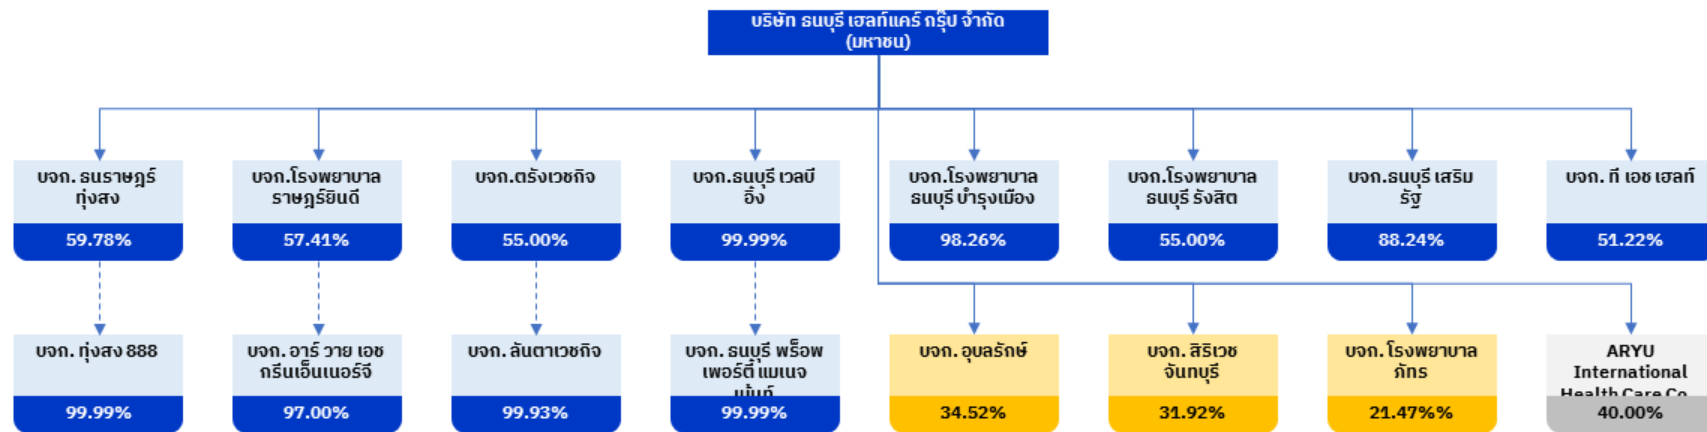 บริษัท ธนบุรี เฮลท์แคร์ กรุ๊ป จำกัด
(มหาชน)
บจก. ธนราษฎร์
ทุ่งสง
59.78%
บจก.โรงพยาบาล
ราษฎร์ยินดี
57.41%
บจก.ตรังเวชกิจ
55.00%
บจก.ธนบุรี เวลบี
อิ้ง
99.99%
บจก.โรงพยาบาล
ธนบุรี บำรุงเมือง
98.26%
บจก.โรงพยาบาล
ธนบุรี รังสิต
55.00%
บจก.ธนบุรี เสริม
รัฐ
88.24%
บจก. ที เอช เฮลท์
51.22%
บจก. ทุ่งสง 888
99.99%
บจก. อาร์ วาย เอช
กรีนเอ็นเนอร์จี
97.00%
บจก. ลันตาเวชกิจ
99.93%
บจก. ธนบุรี พร็อพ
เพอร์ตี้ แมเนจ
เม้นท์
99.99%
บจก. อุบลรักษ์
34.52%
บจก. สิริเวช
จันทบุรี
31.92%
บจก. โรงพยาบาล
ภัทร
21.47%%
ARYU
International
Health Care Co
40.00%